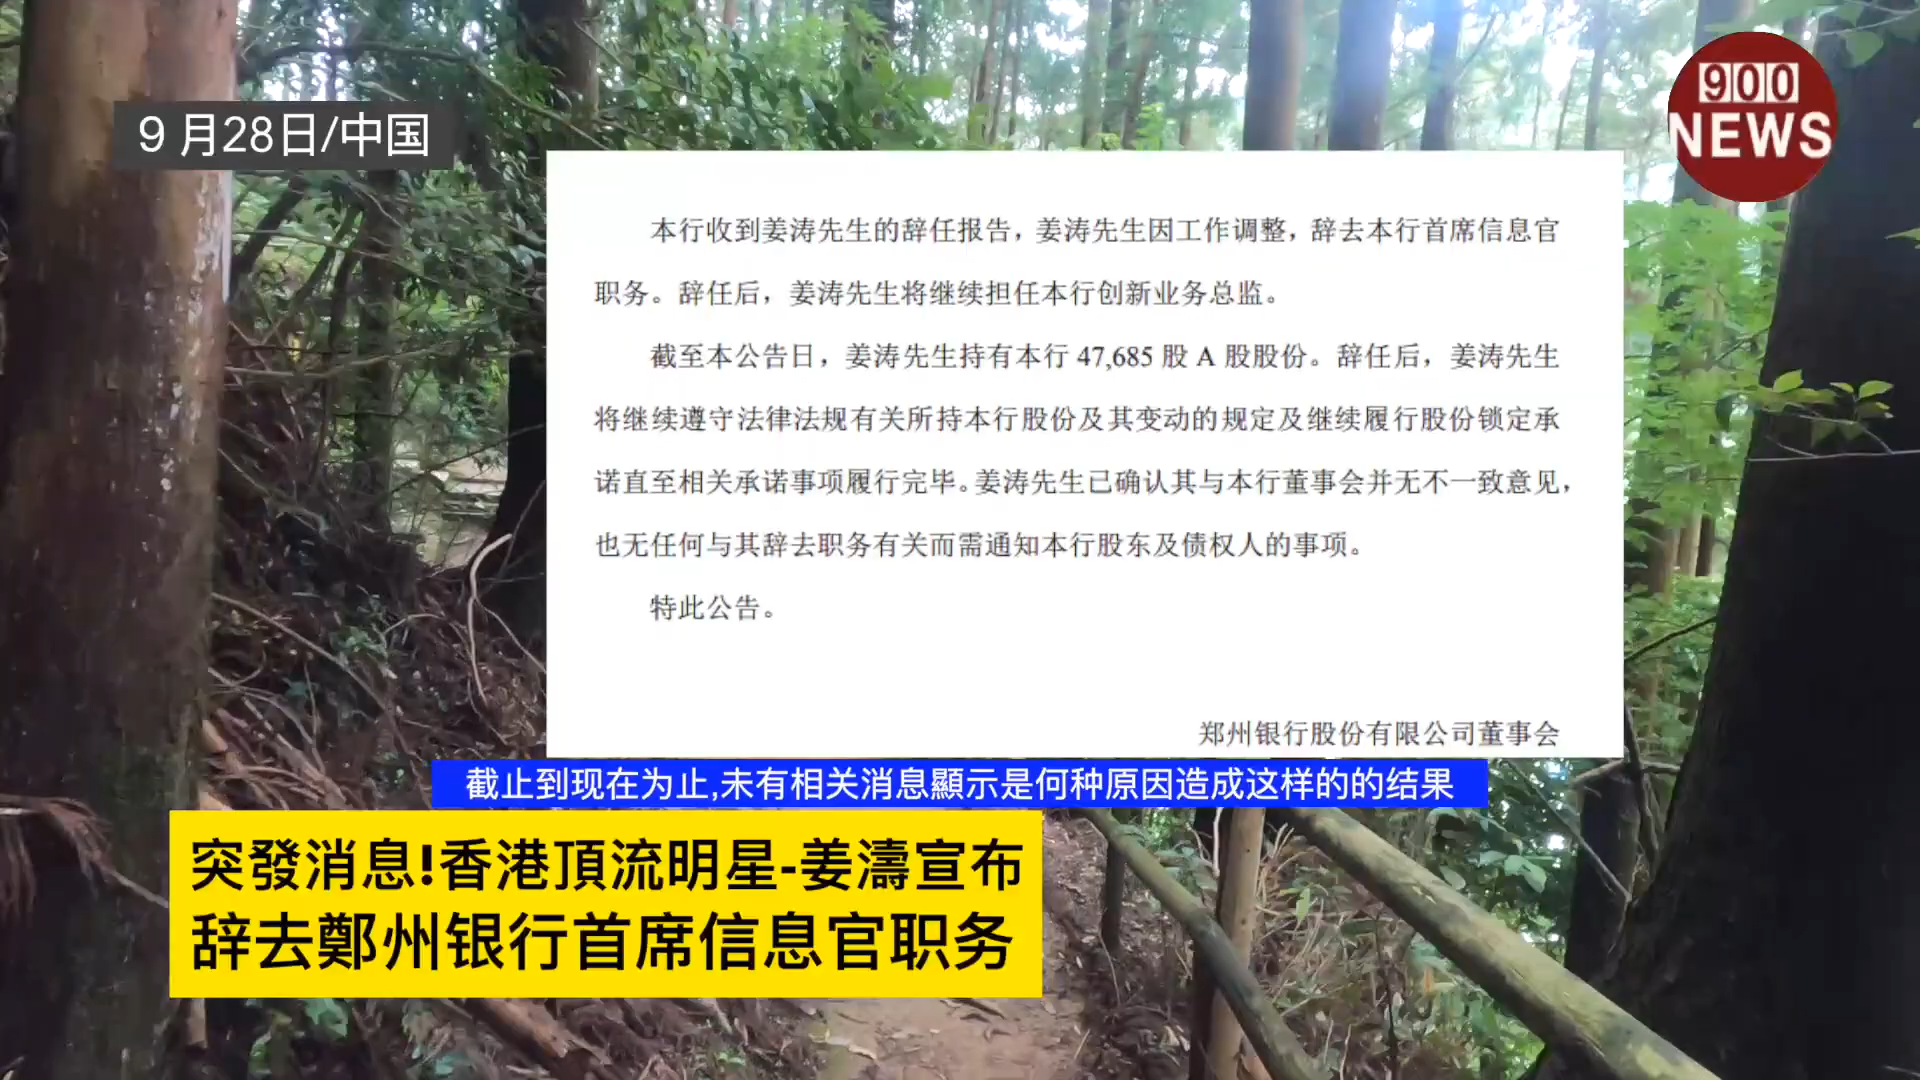 9月28日/中国
900
NEWS
本行收到姜涛先生的辞任报告，姜涛先生因工作调整，辞去本行首席信息官
职务。辞任后，姜涛先生将继续担任本行创新业务总监。
截至本公告日，姜涛先生持有本行 47,685 股 A 股股份。辞任后，姜涛先生
将继续遵守法律法规有关所持本行股份及其变动的规定及继续履行股份锁定承
诺直至相关承诺事项履行完毕。姜涛先生已确认其与本行董事会并无不一致意见，
也无任何与其辞去职务有关而需通知本行股东及债权人的事项。
特此公告。
郑州银行股份有限公司董事会
截止到现在为止,未有相关消息顯示是何种原因造成这样的的结果
突發消息!香港頂流明星-姜濤宣布
辞去鄭州银行首席信息官职务